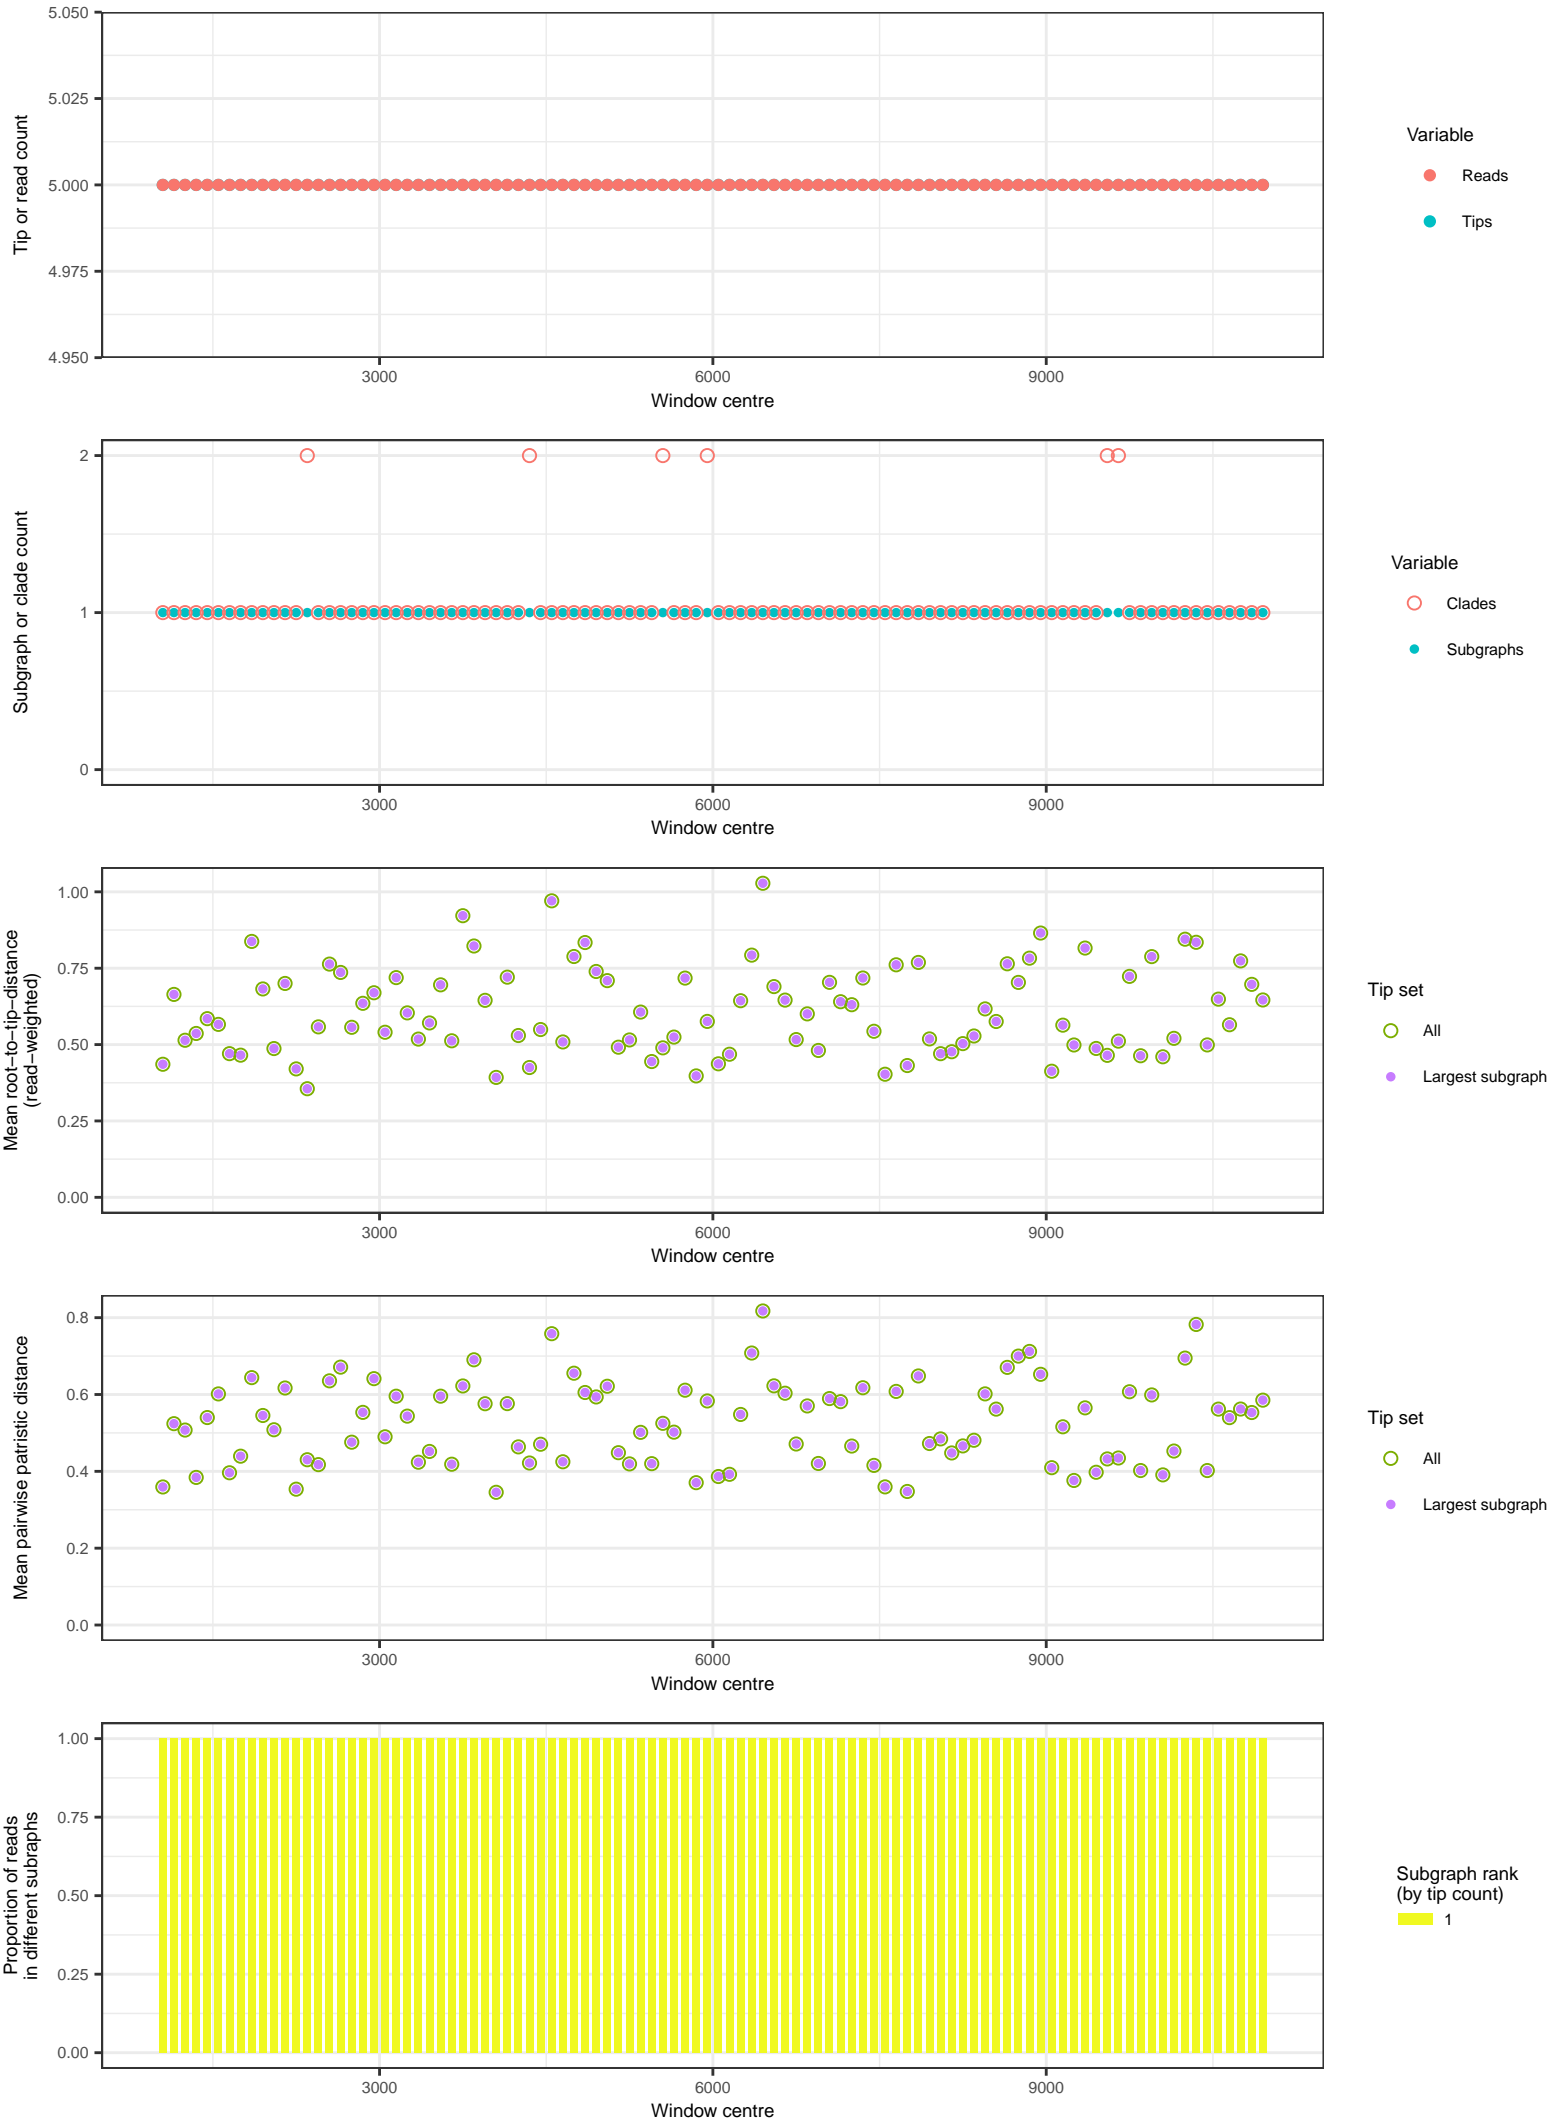 5.050
5.025
5.000
4.975
4.950
Tip or read count
3000 6000 9000
Window centre
Variable
Reads
Tips
2
1
0
Subgraph or clade count
3000 6000 9000
Window centre
Variable
Clades
Subgraphs
1.00
0.75
0.50
0.25
0.00
Mean root−to−tip−distance
(read−weighted)
3000 6000 9000
Window centre
Tip set
All
Largest subgraph
0.8
0.6
0.4
0.2
0.0
Mean pairwise patristic distance
3000 6000 9000
Window centre
Tip set
All
Largest subgraph
1.00
0.75
0.50
0.25
0.00
Proportion of reads
in different subraphs
3000 6000 9000
Window centre
Subgraph rank
(by tip count)
1